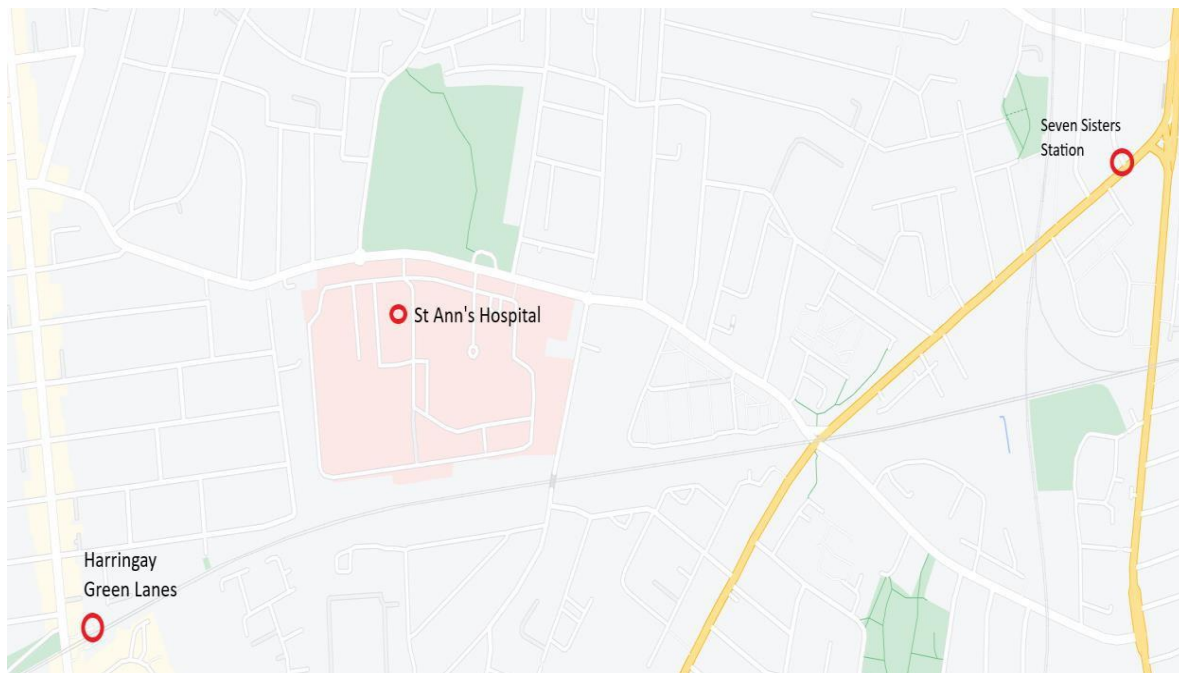 Seven Sisters
Station
St Ann's Hospital
Harringay
Green Lanes